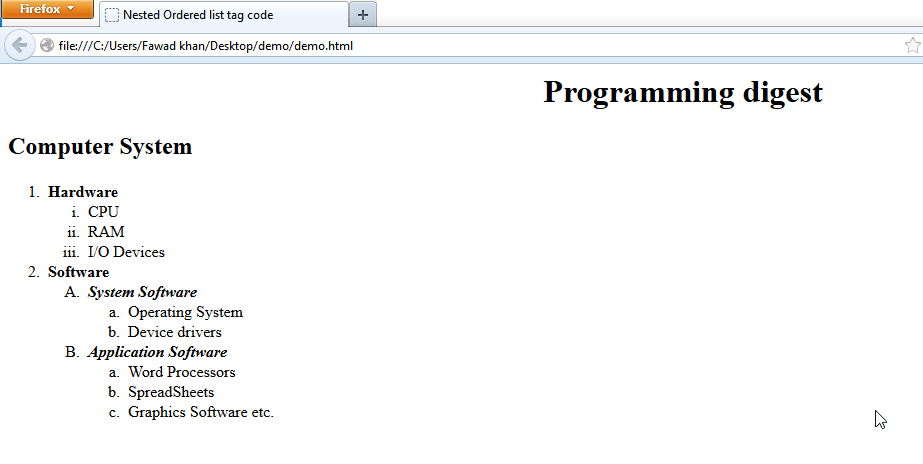 Firefox
Nested Ordered list tag code
file:///C:/Users/Fawad khan/Desktop/demo/demo.html
Programming digest
Computer System
1. Hardware
i. CPU
ii. RAM
iii. I/O Devices
2. Software
A. System Software
a. Operating System
b. Device drivers
B. Application Software
a. Word Processors
b. SpreadSheets
c. Graphics Software etc.